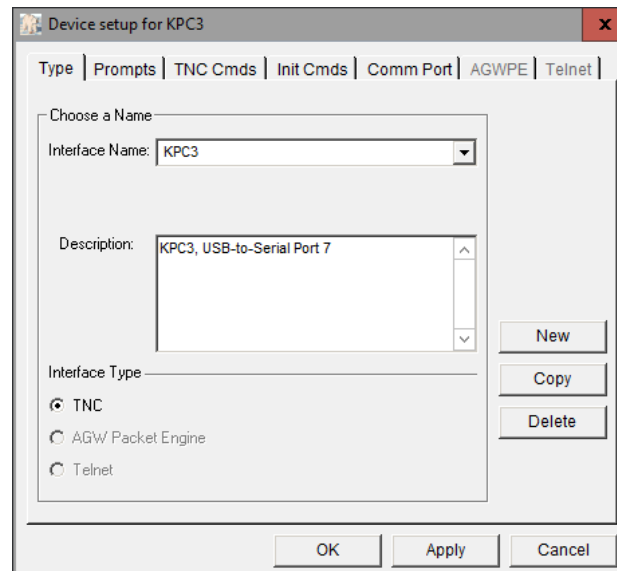 Device setup for KPC3
x
Type Prompts TNC Cmds Init Cmds Comm Port AGWPE Telnet
Choose a Name
Interface Name: KPC3
Description: KPC3, USB-to-Serial Port 7
New
Interface Type
Copy
TNC
Delete
AGW Packet Engine
Telnet
OK Apply Cancel